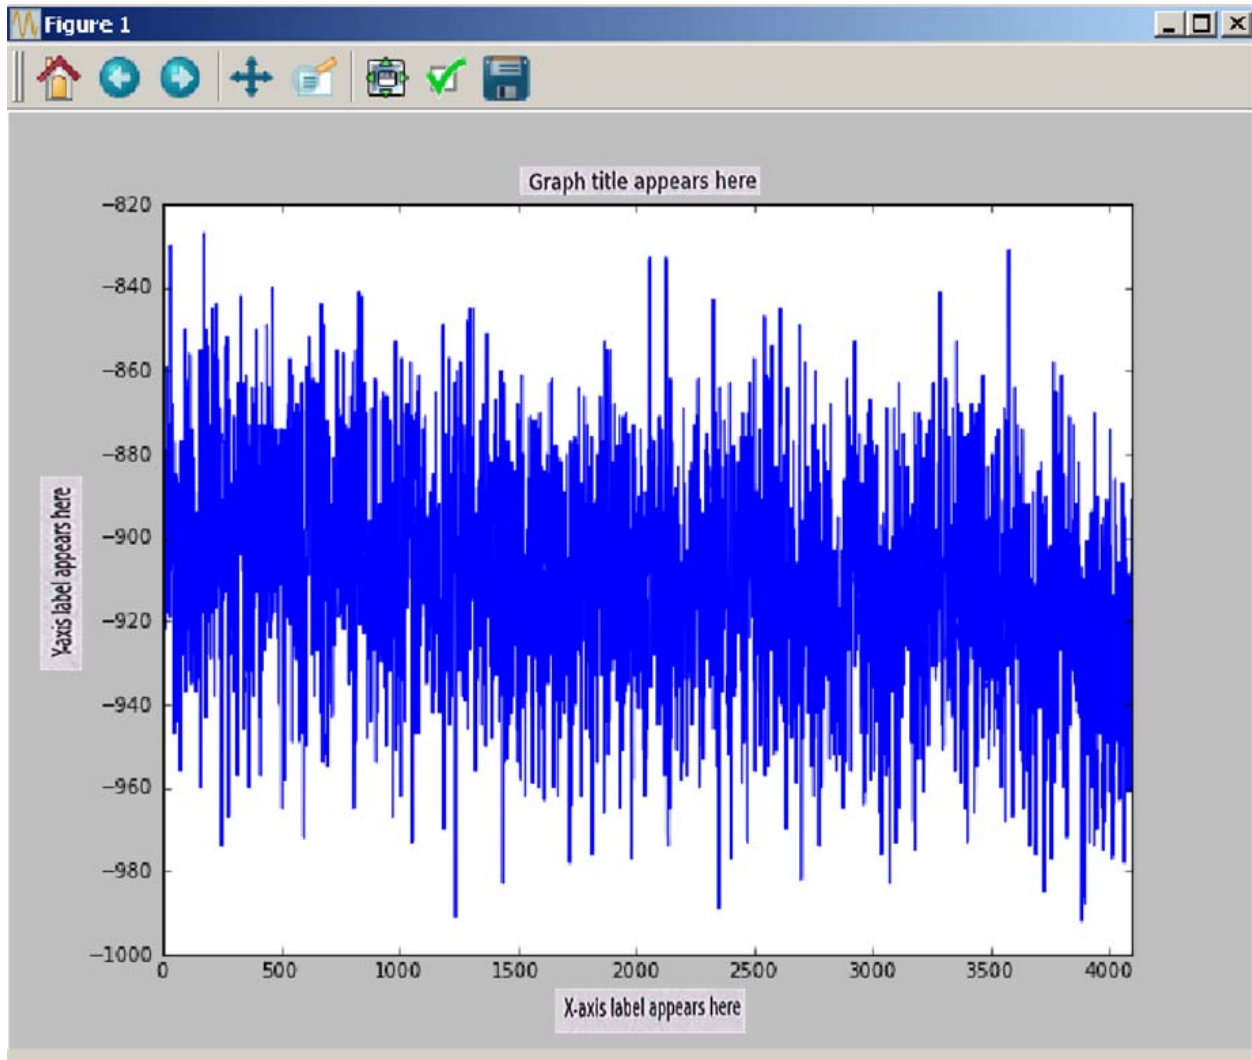 Figure 1
Graph title appears here
−820
−840
−860
−880
−900
−920
−940
−960
−980
−1000
Y-axis label appears here
0 500 1000 1500 2000 2500 3000 3500 4000
X-axis label appears here